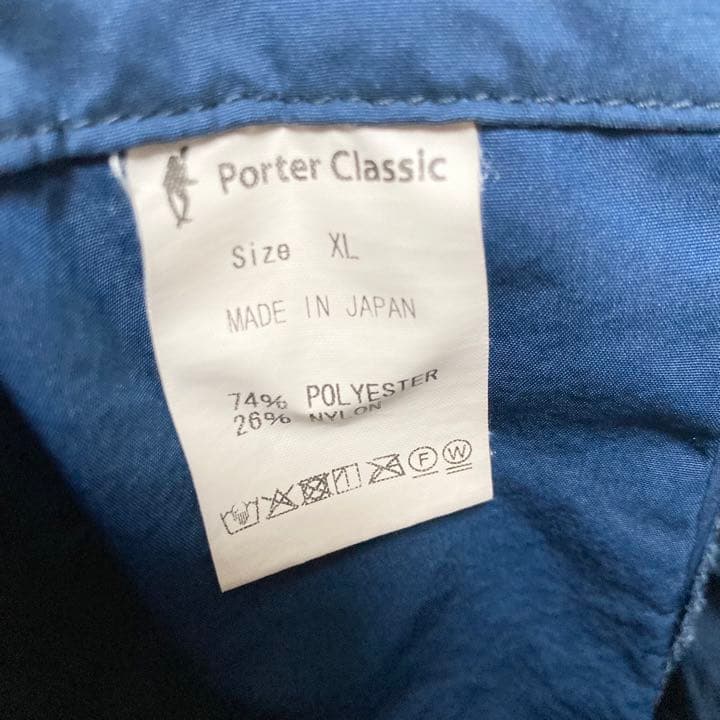 Porter Classic
Size XL
MADE IN JAPAN
74% POLYESTER
26% NYLON
F W